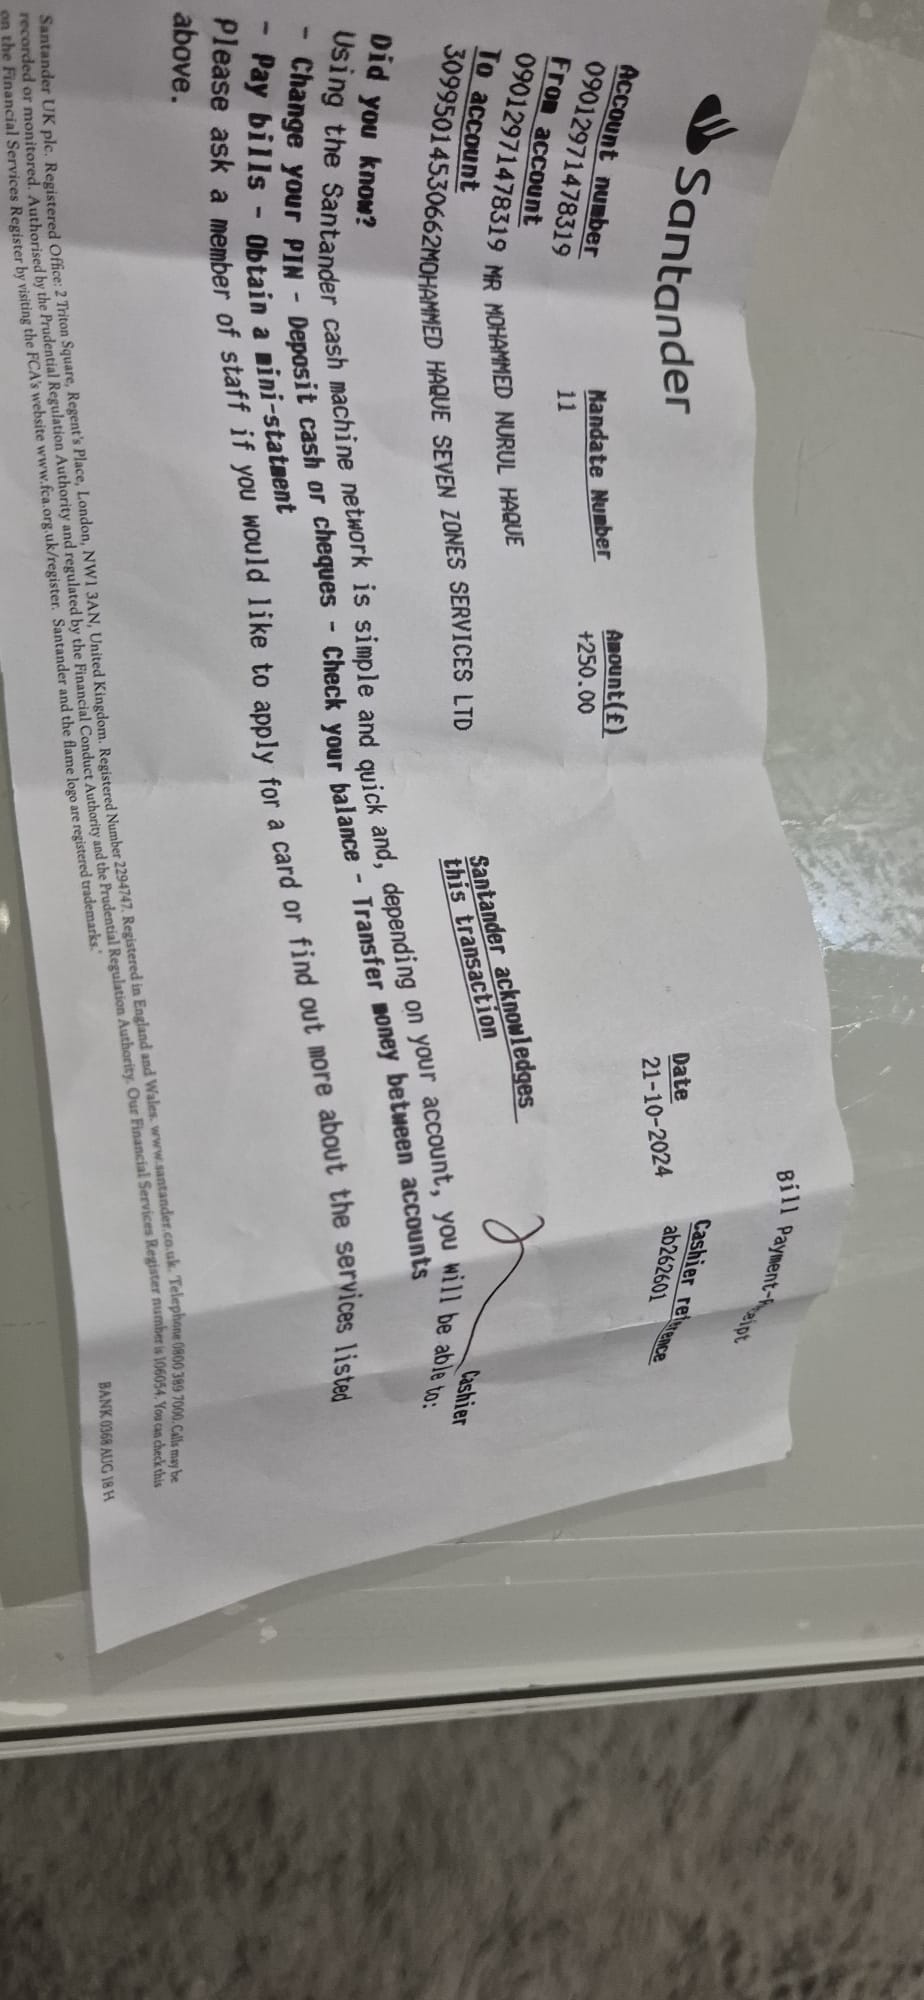 Bill Payment-Receipt
Santander
Date
Cashier reference
21-10-2024
ab262601
Account number
Mandate Number
Amount(£)
09012971478319
11
+250.00
From account
09012971478319 MR MOHAMMED NURUL HAQUE
To account
30995014530662MOHAMMED HAQUE SEVEN ZONES SERVICES LTD
Santander acknowledges
this transaction
Cashier
Did you know?
Using the Santander cash machine network is simple and quick and, depending on your account, you will be able to:
- Change your PIN - Deposit cash or cheques - Check your balance - Transfer money between accounts
- Pay bills - Obtain a mini-statment
Please ask a member of staff if you would like to apply for a card or find out more about the services listed
above.
Santander UK plc. Registered Office: 2 Triton Square, Regent's Place, London, NW1 3AN, United Kingdom. Registered Number 2294747. Registered in England and Wales. www.santander.co.uk. Telephone 0800 389 7000. Calls may be
recorded or monitored. Authorised by the Prudential Regulation Authority and regulated by the Financial Conduct Authority and the Prudential Regulation Authority. Our Financial Services Register number is 106054. You can check this
on the Financial Services Register by visiting the FCA's website www.fca.org.uk/register. Santander and the flame logo are registered trademarks.
BANK 0368 AUG 18 H